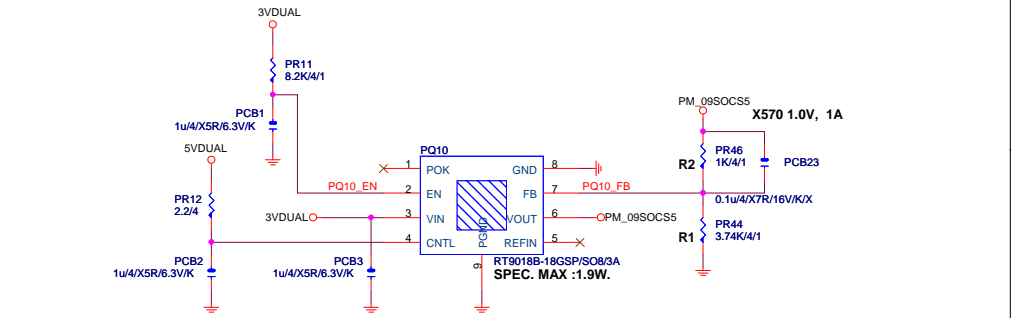 3VDUAL
PR11
8.2K/4/1
PCB1
1u/4/X5R/6.3V/K
5VDUAL
PR12
2.2/4
PCB2
1u/4/X5R/6.3V/K
3VDUAL
PCB3
1u/4/X5R/6.3V/K
PQ10_EN
PQ10
1 POK GND 8
2 EN FB 7
3 VIN VOUT 6
4 CNTL REFIN 5
PGND
9
RT9018B-18GSP/SO8/3A
SPEC. MAX :1.9W.
PQ10_FB
PM_09SOCS5
PM_09SOCS5
X570 1.0V, 1A
R2
PR46
1K/4/1
PCB23
0.1u/4/X7R/16V/K/X
R1
PR44
3.74K/4/1